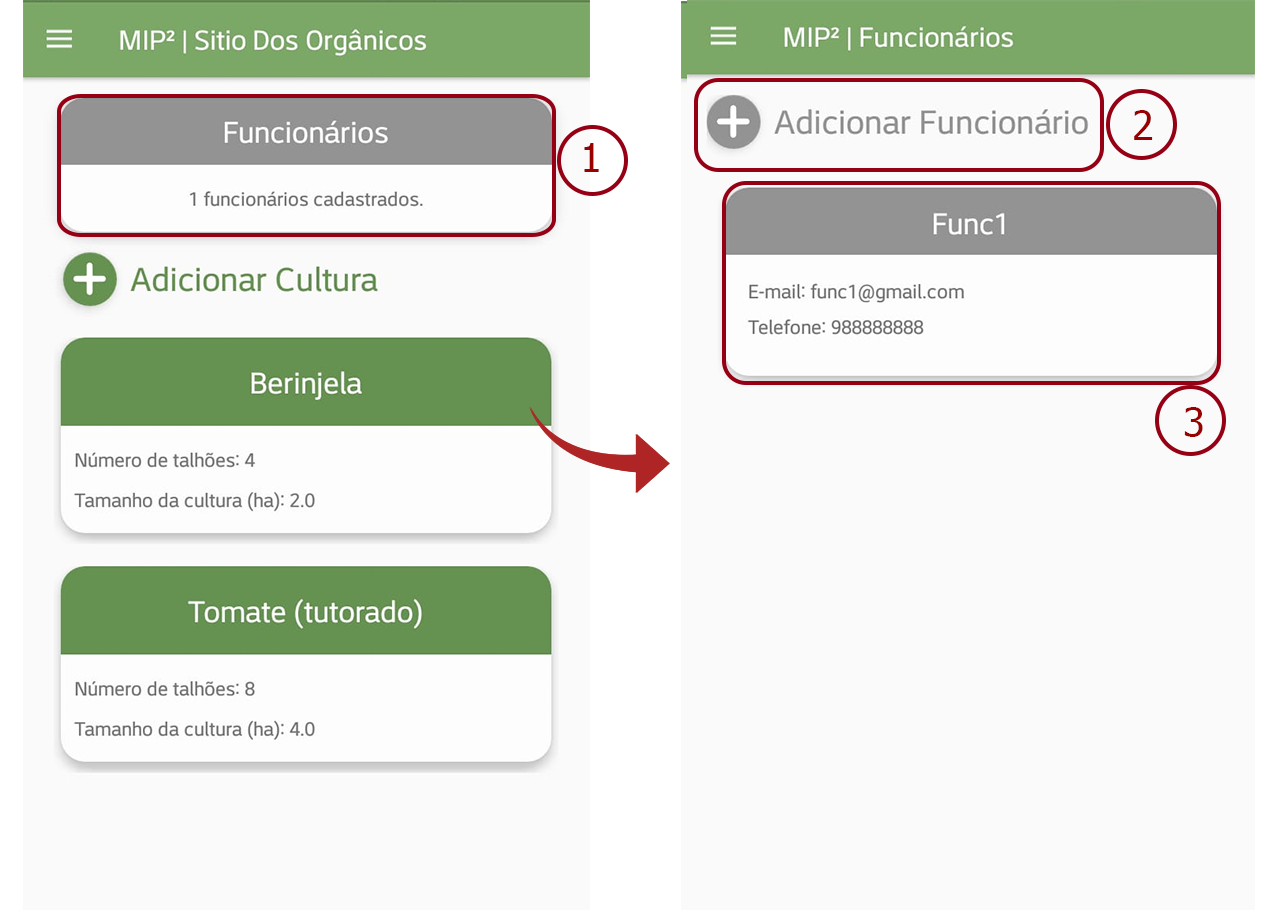 MIP² | Sitio Dos Orgânicos
Funcionários
1 funcionários cadastrados.
1
Adicionar Cultura
Berinjela
Número de talhões: 4
Tamanho da cultura (ha): 2.0
Tomate (tutorado)
Número de talhões: 8
Tamanho da cultura (ha): 4.0
MIP² | Funcionários
Adicionar Funcionário
2
Func1
E-mail: func1@gmail.com
Telefone: 988888888
3